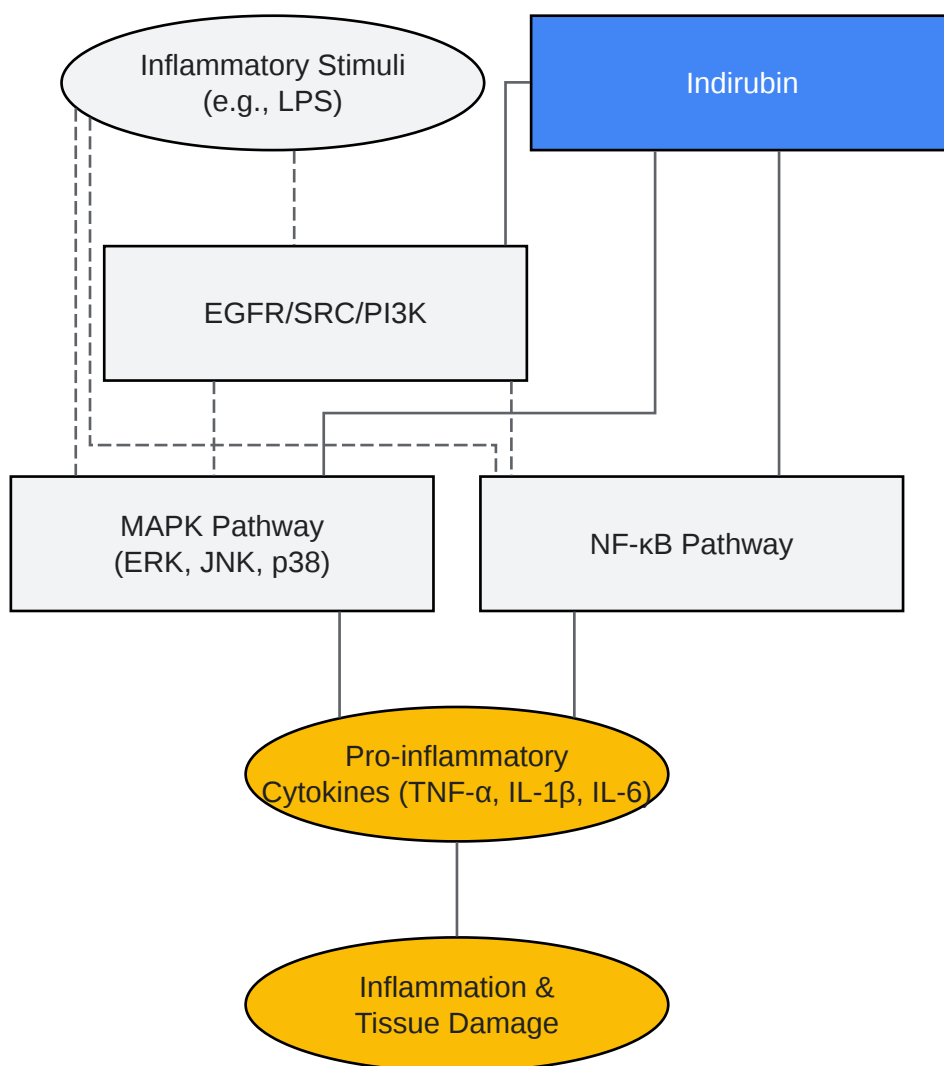 Inflammatory Stimuli
(e.g., LPS)
Indirubin
EGFR/SRC/PI3K
MAPK Pathway
(ERK, JNK, p38)
NF-κB Pathway
Pro-inflammatory
Cytokines (TNF-α, IL-1β, IL-6)
Inflammation &
Tissue Damage